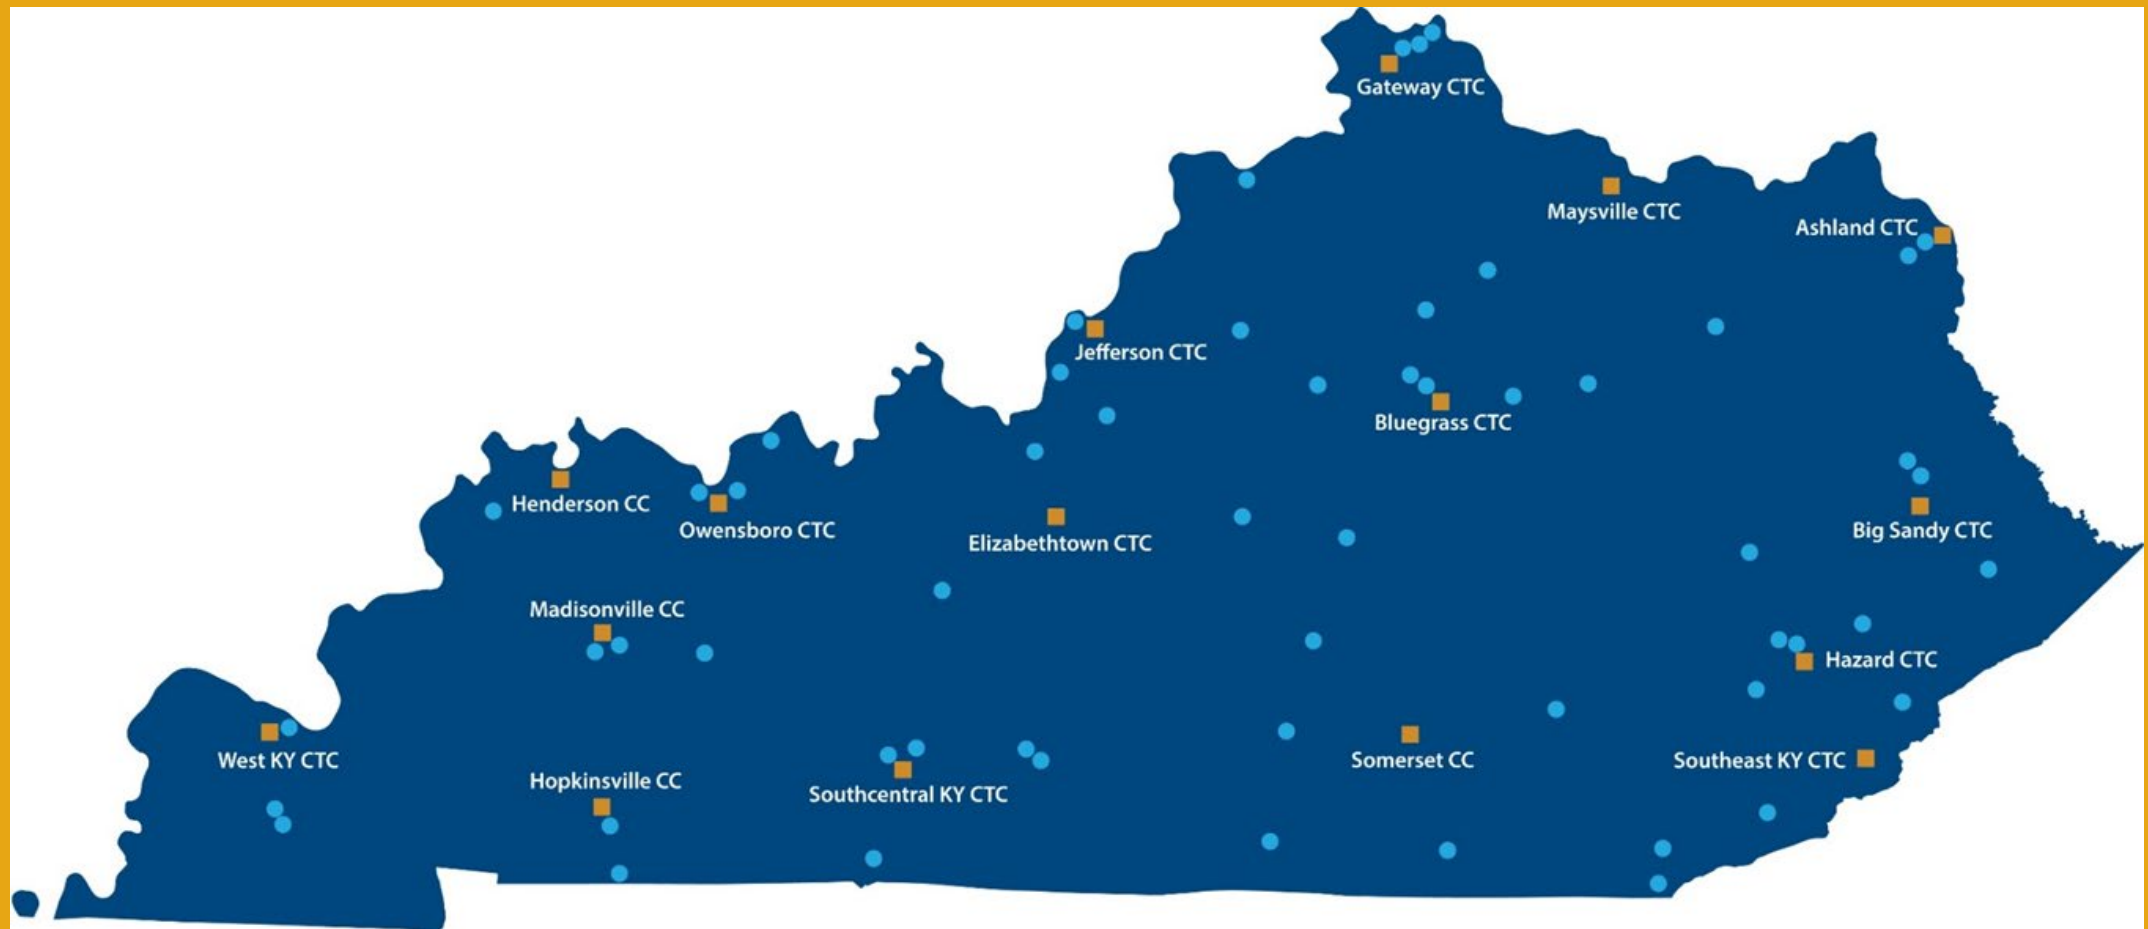 Gateway CTC
Maysville CTC
Ashland CTC
Jefferson CTC
Bluegrass CTC
Henderson CC
Owensboro CTC
Elizabethtown CTC
Big Sandy CTC
Madisonville CC
Hazard CTC
West KY CTC
Hopkinsville CC
Southcentral KY CTC
Somerset CC
Southeast KY CTC